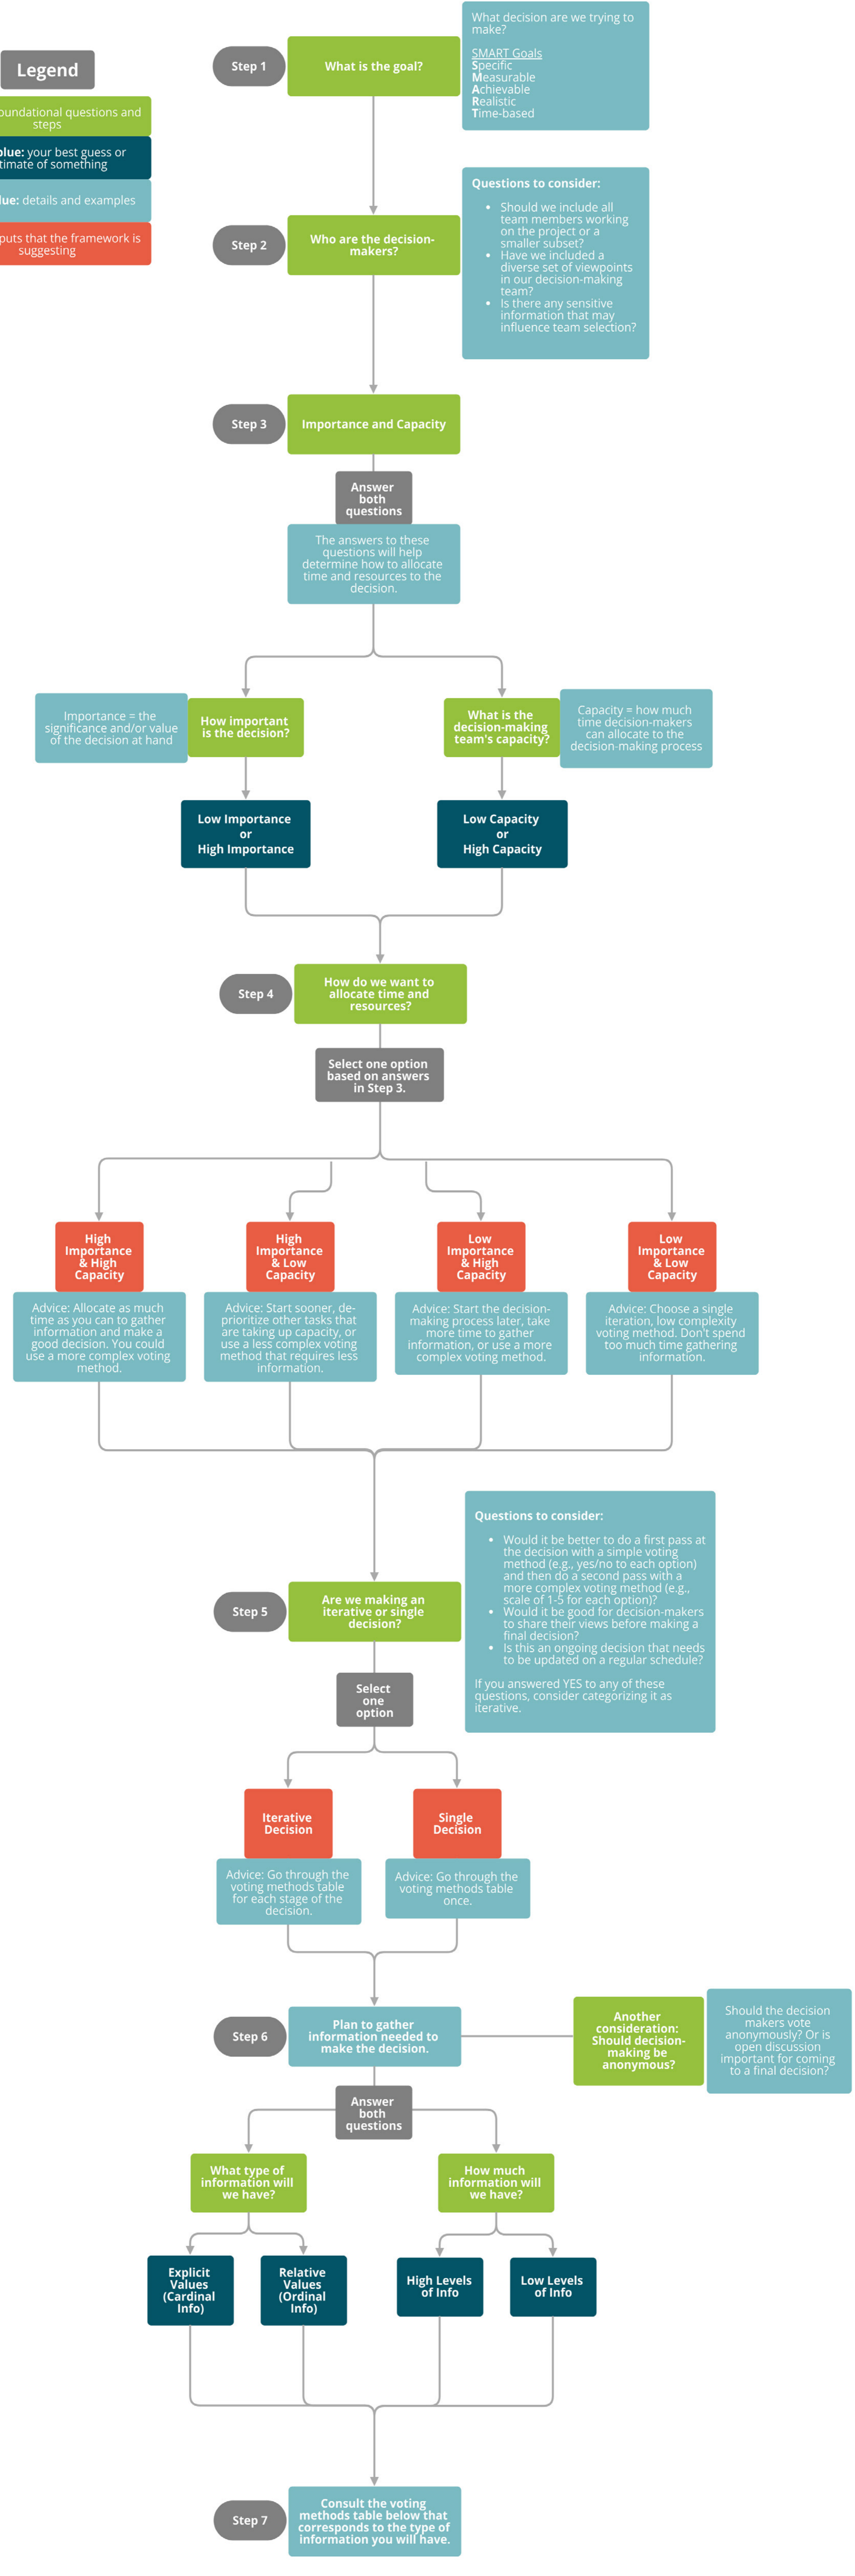 Legend
oundational questions and
steps
blue: your best guess or
timate of something
lue: details and examples
puts that the framework is
suggesting
Step 1
What is the goal?
What decision are we trying to
make?
SMART Goals
Specific
Measurable
Achievable
Realistic
Time-based
Step 2
Who are the decision-
makers?
Questions to consider:
• Should we include all
team members working
on the project or a
smaller subset?
• Have we included a
diverse set of viewpoints
in our decision-making
team?
• Is there any sensitive
information that may
influence team selection?
Step 3
Importance and Capacity
Answer
both
questions
The answers to these
questions will help
determine how to allocate
time and resources to the
decision.
Importance = the
significance and/or value
of the decision at hand
How important
is the decision?
What is the
decision-making
team's capacity?
Capacity = how much
time decision-makers
can allocate to the
decision-making process
Low Importance
or
High Importance
Low Capacity
or
High Capacity
Step 4
How do we want to
allocate time and
resources?
Select one option
based on answers
in Step 3.
High
Importance
& High
Capacity
Advice: Allocate as much
time as you can to gather
information and make a
good decision. You could
use a more complex voting
method.
High
Importance
& Low
Capacity
Advice: Start sooner, de-
prioritize other tasks that
are taking up capacity, or
use a less complex voting
method that requires less
information.
Low
Importance
& High
Capacity
Advice: Start the decision-
making process later, take
more time to gather
information, or use a more
complex voting method.
Low
Importance
& Low
Capacity
Advice: Choose a single
iteration, low complexity
voting method. Don't spend
too much time gathering
information.
Step 5
Are we making an
iterative or single
decision?
Questions to consider:
• Would it be better to do a first pass at
the decision with a simple voting
method (e.g., yes/no to each option)
and then do a second pass with a
more complex voting method (e.g.,
scale of 1-5 for each option)?
• Would it be good for decision-makers
to share their views before making a
final decision?
• Is this an ongoing decision that needs
to be updated on a regular schedule?
If you answered YES to any of these
questions, consider categorizing it as
iterative.
Select
one
option
Iterative
Decision
Advice: Go through the
voting methods table
for each stage of the
decision.
Single
Decision
Advice: Go through the
voting methods table
once.
Step 6
Plan to gather
information needed to
make the decision.
Another
consideration:
Should decision-
making be
anonymous?
Should the decision
makers vote
anonymously? Or is
open discussion
important for coming
to a final decision?
Answer
both
questions
What type of
information will
we have?
How much
information will
we have?
Explicit
Values
(Cardinal
Info)
Relative
Values
(Ordinal
Info)
High Levels
of Info
Low Levels
of Info
Step 7
Consult the voting
methods table below that
corresponds to the type of
information you will have.